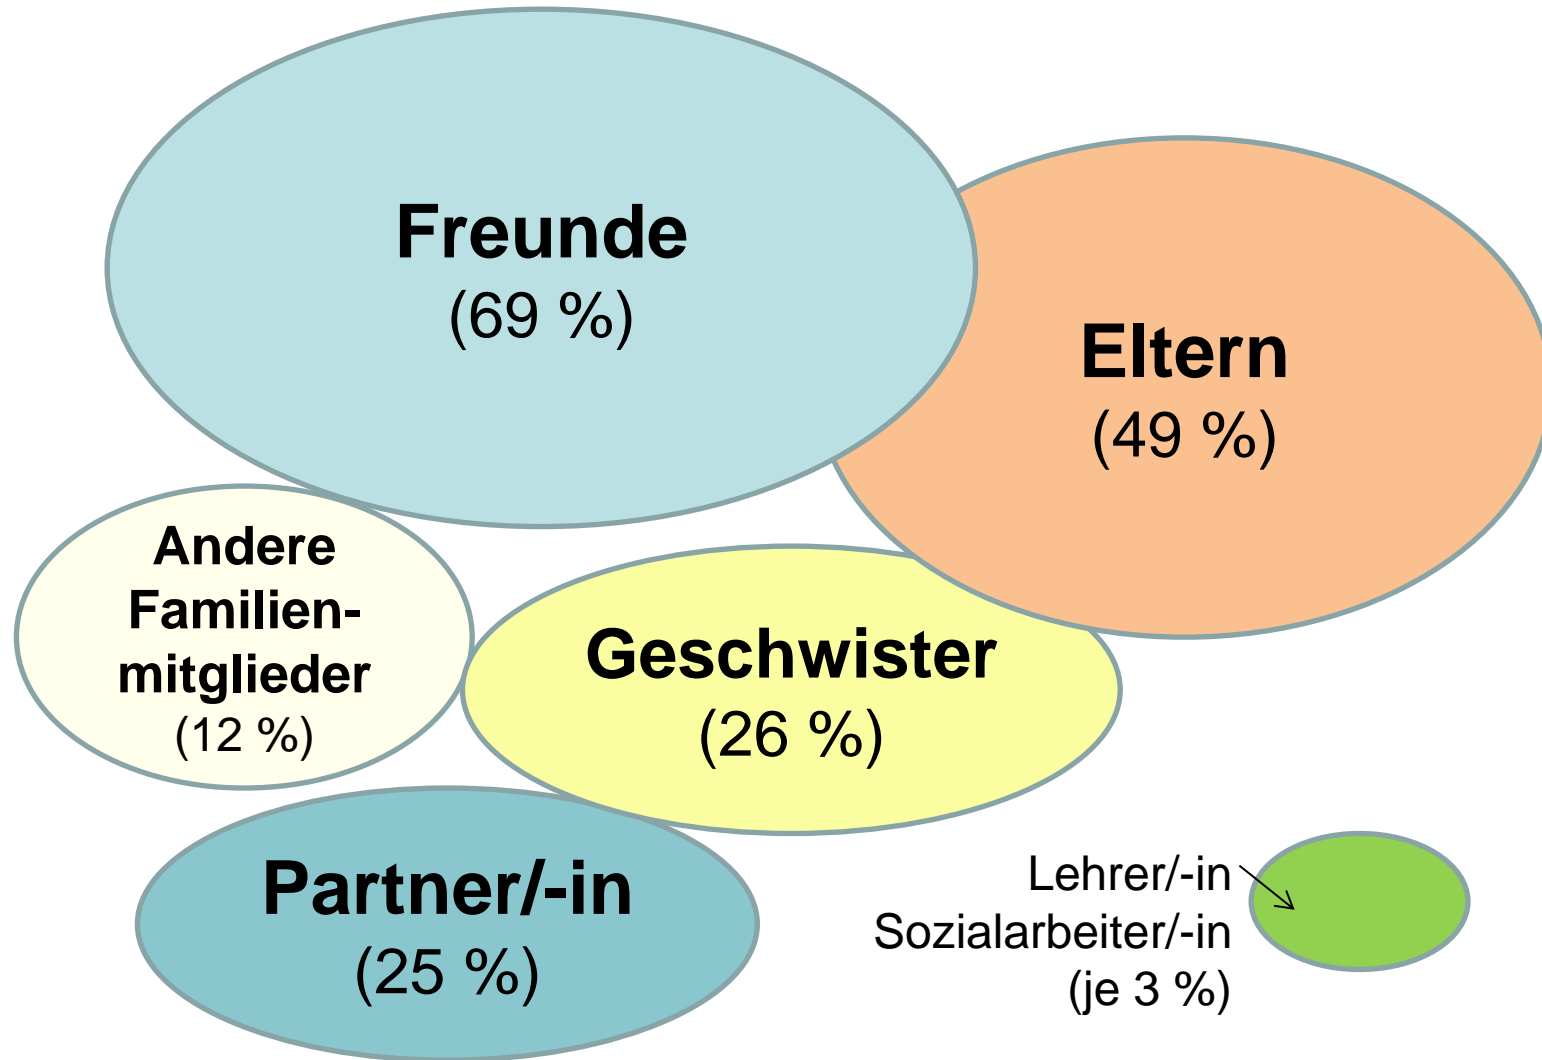 Freunde
(69 %)
Eltern
(49 %)
Andere
Familien-
mitglieder
(12 %)
Geschwister
(26 %)
Partner/-in
(25 %)
Lehrer/-in
Sozialarbeiter/-in
(je 3 %)